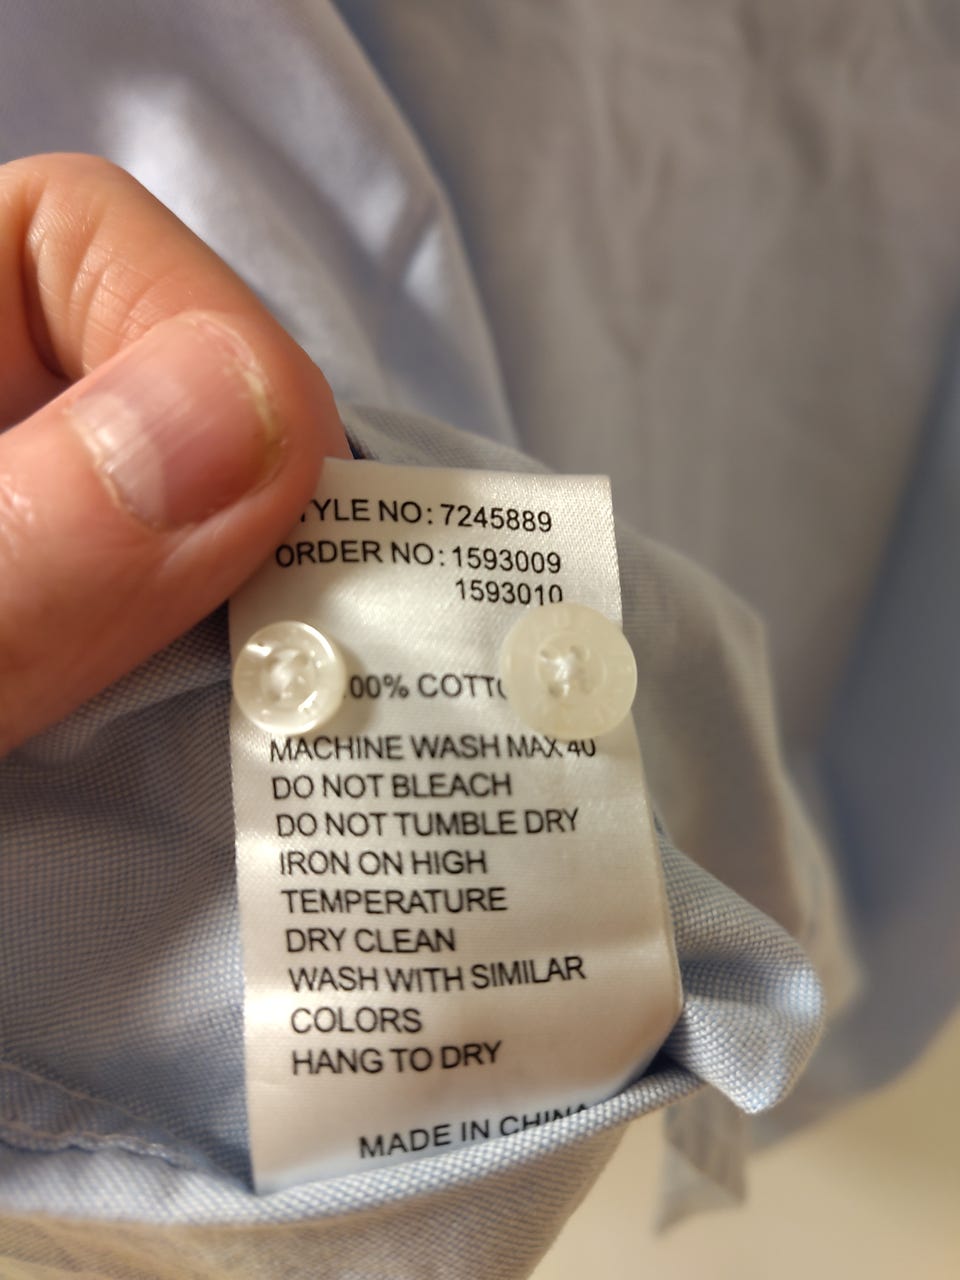 TYLE NO: 7245889
ORDER NO: 1593009
1593010
00% COTTO
MACHINE WASH MAX 40
DO NOT BLEACH
DO NOT TUMBLE DRY
IRON ON HIGH
TEMPERATURE
DRY CLEAN
WASH WITH SIMILAR
COLORS
HANG TO DRY
MADE IN CHINA